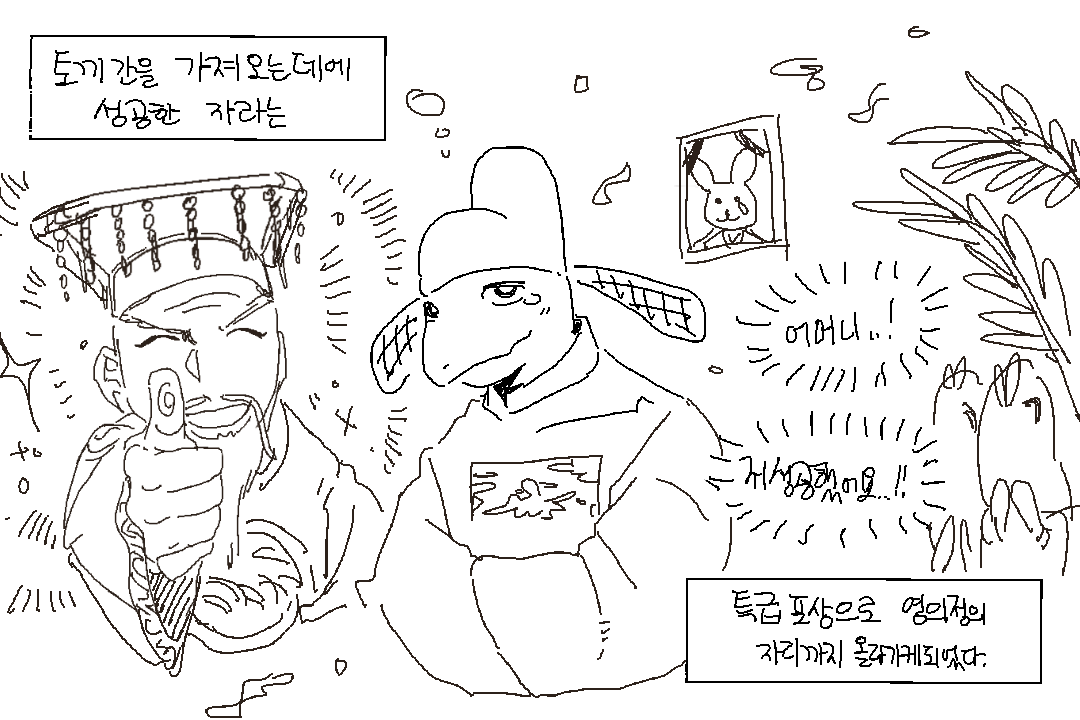 토끼간을 가져오는데에
성공한 자라는
어머니..!
저성공했어요...!!
특급 포상으로 영의정의
자리까지 올라가게되었다.